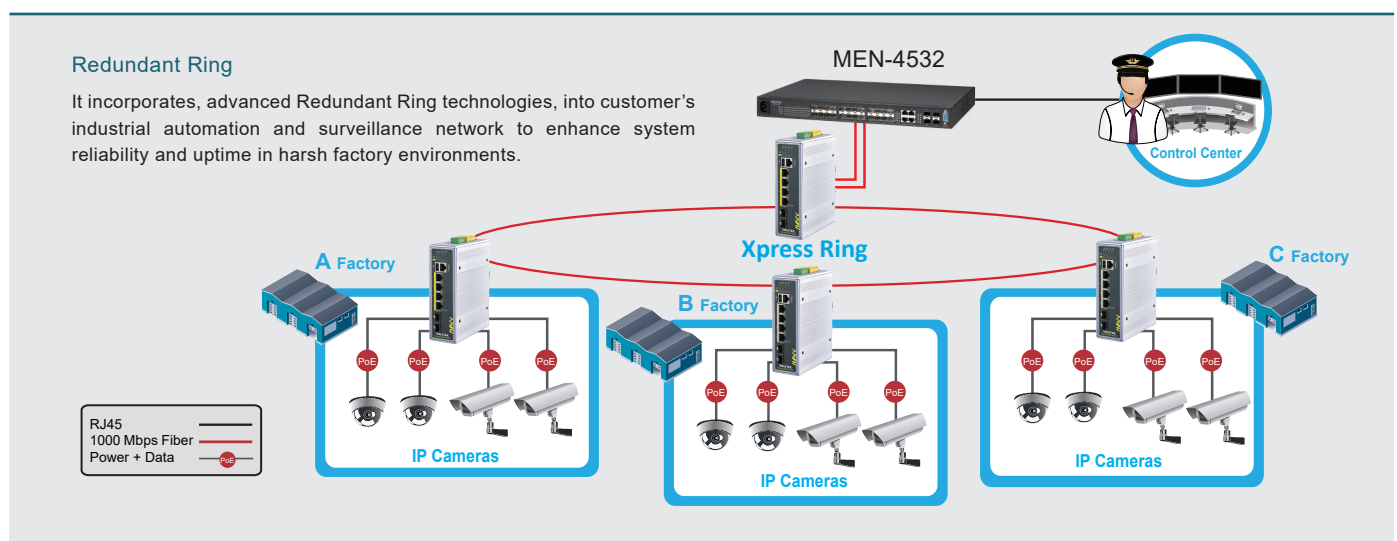 Redundant Ring
It incorporates, advanced Redundant Ring technologies, into customer's
industrial automation and surveillance network to enhance system
reliability and uptime in harsh factory environments.
MEN-4532
Control Center
Xpress Ring
A Factory
B Factory
C Factory
PoE PoE PoE PoE
PoE PoE PoE PoE
PoE PoE PoE PoE
IP Cameras
IP Cameras
IP Cameras
RJ45
1000 Mbps Fiber
Power + Data
PoE